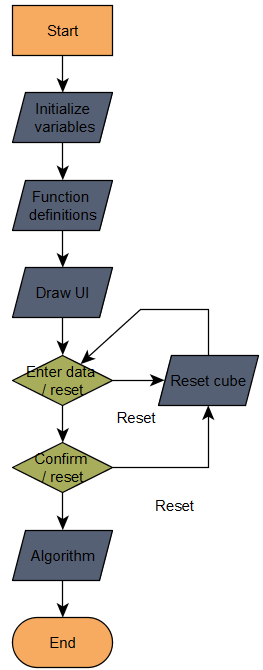 Start
Initialize
variables
Function
definitions
Draw UI
Enter data
/ reset
Reset cube
Reset
Confirm
/ reset
Reset
Algorithm
End